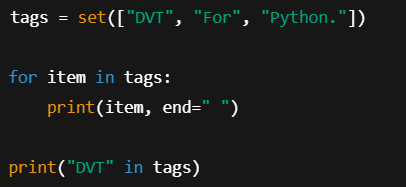 tags = set(["DVT", "For", "Python."])
for item in tags:
    print(item, end=" ")
print("DVT" in tags)